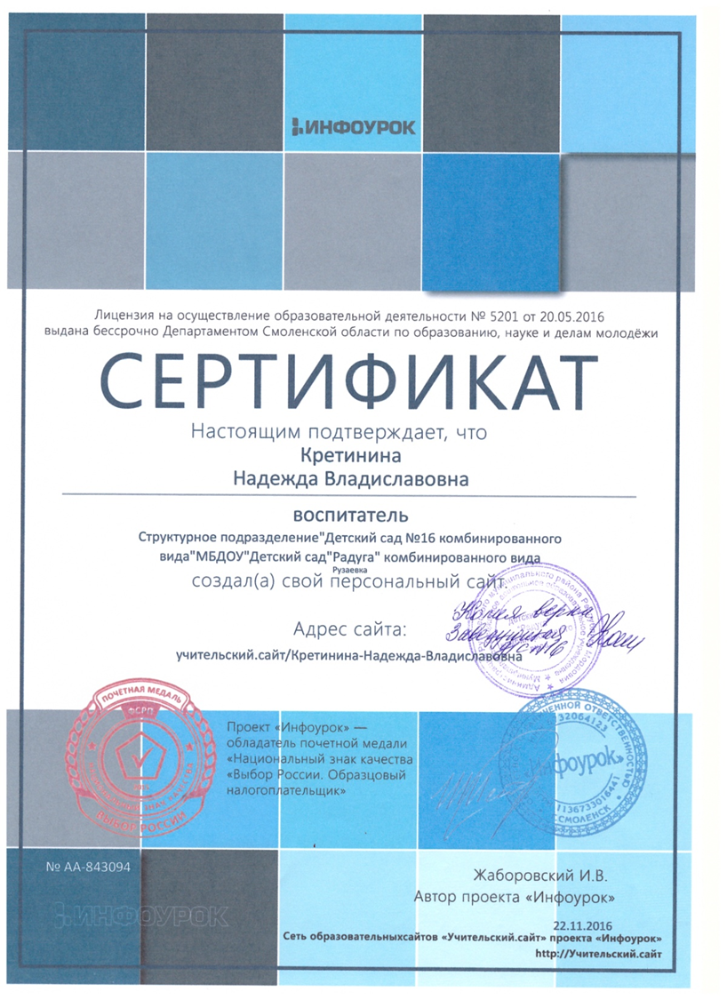 ИНФОУРОК
Лицензия на осуществление образовательной деятельности № 5201 от 20.05.2016
выдана бессрочно Департаментом Смоленской области по образованию, науке и делам молодёжи
СЕРТИФИКАТ
Настоящим подтверждает, что
Кретинина
Надежда Владиславовна
воспитатель
Структурное подразделение"Детский сад №16 комбинированного
вида"МБДОУ"Детский сад"Радуга" комбинированного вида
Рузаевка
создал(а) свой персональный сайт.
Копия верна
Заведующая
Адрес сайта:
учительский.сайт/Кретинина-Надежда-Владиславовна
ПОЧЁТНАЯ МЕДАЛЬ
ФСРП
ВЫБОР РОССИИ
Проект «Инфоурок» —
обладатель почетной медали
«Национальный знак качества
«Выбор России. Образцовый
налогоплательщик»
Инфоурок»
1136733016441
СМОЛЕНСК
№ АА-843094
Жаборовский И.В.
Автор проекта «Инфоурок»
ИНФОУРОК
22.11.2016
Сеть образовательныхсайтов «Учительский.сайт» проекта «Инфоурок»
http://Учительский.сайт